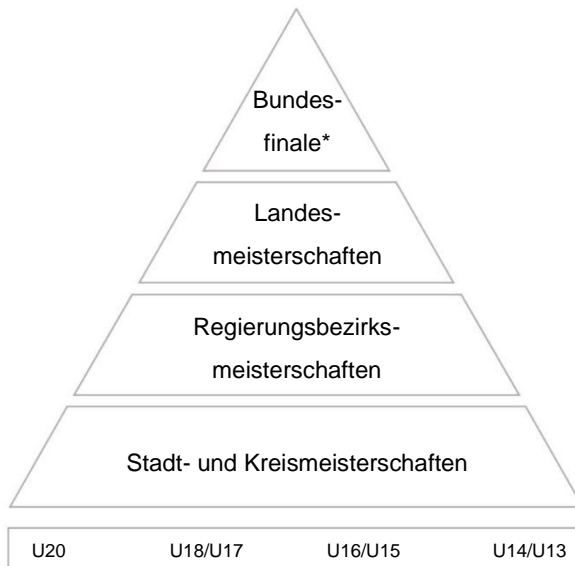 Bundes-
finale*
Landes-
meisterschaften
Regierungsbezirks-
meisterschaften
Stadt- und Kreismeisterschaften
U20 U18/U17 U16/U15 U14/U13